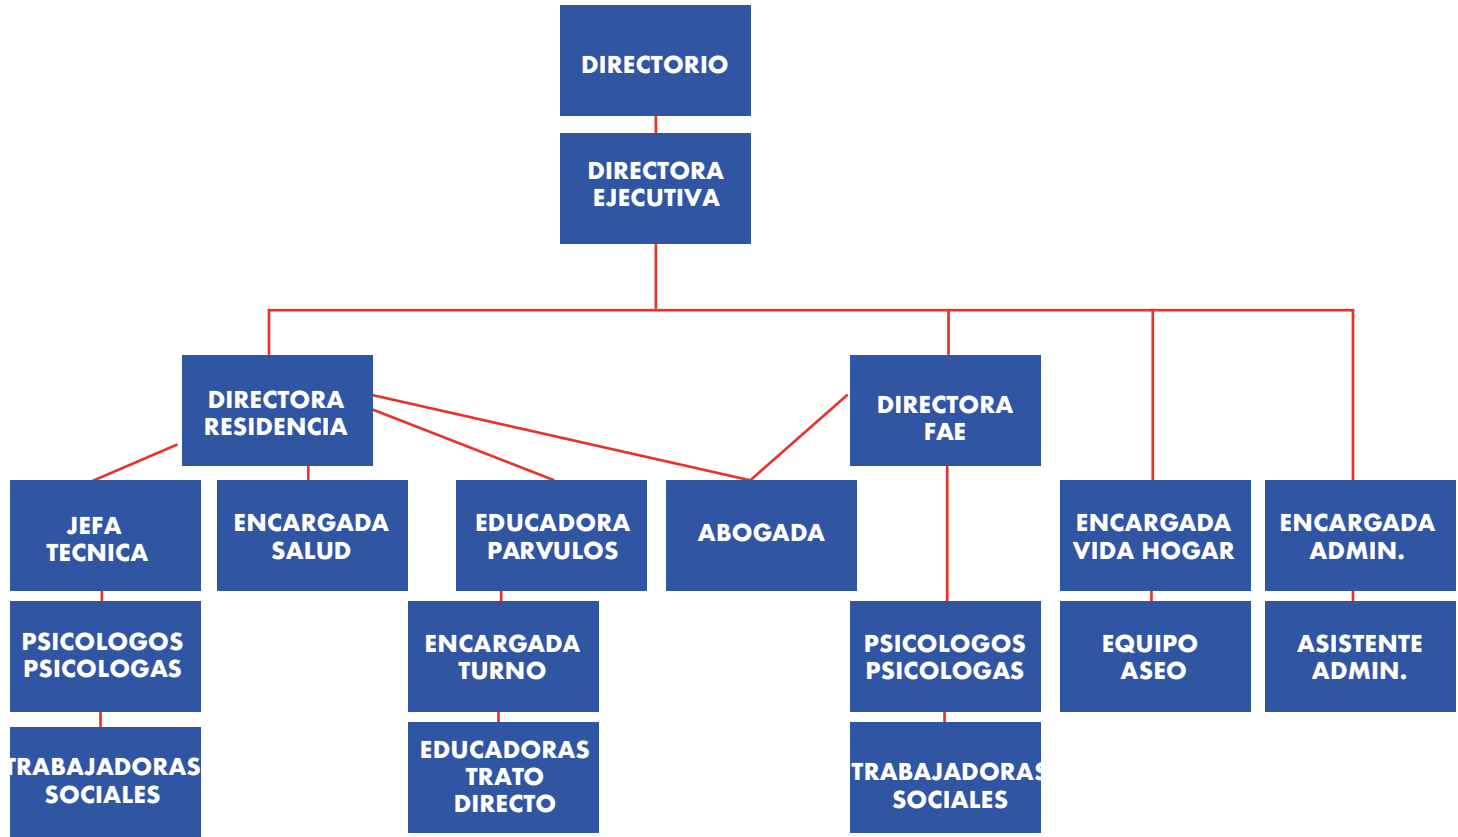 DIRECTORIO
DIRECTORA
EJECUTIVA
DIRECTORA
RESIDENCIA
DIRECTORA
FAE
JEFA
TECNICA
ENCARGADA
SALUD
EDUCADORA
PARVULOS
ABOGADA
ENCARGADA
VIDA HOGAR
ENCARGADA
ADMIN.
PSICOLOGOS
PSICOLOGAS
ENCARGADA
TURNO
PSICOLOGOS
PSICOLOGAS
EQUIPO
ASEO
ASISTENTE
ADMIN.
TRABAJADORAS
SOCIALES
EDUCADORAS
TRATO
DIRECTO
TRABAJADORAS
SOCIALES